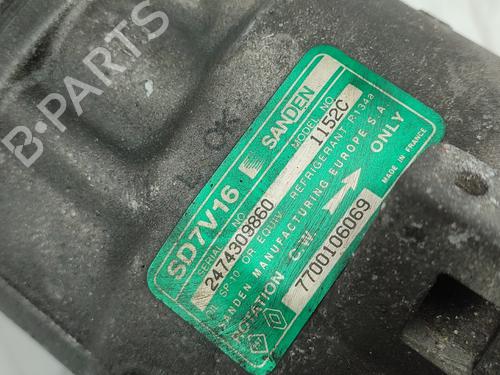 B-PARTS
OK
SD7V16 SANDEN
SERIAL NO. MODEL NO.
2474309860 1152C
SP-10 OR EQUIV. REFRIGERANT R134a
SANDEN MANUFACTURING EUROPE S.A.
ROTATION C.W. ONLY
7700106069 MADE IN FRANCE